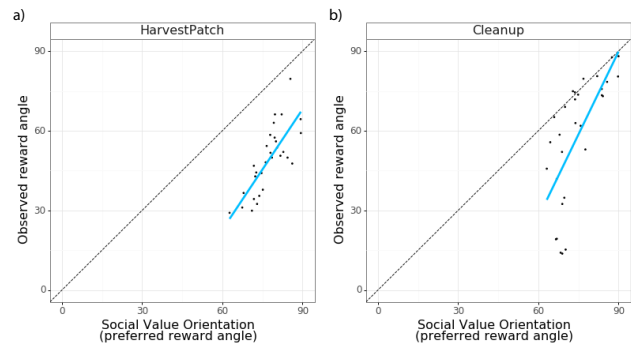 a)
HarvestPatch
Observed reward angle
90
60
30
0
0 30 60 90
Social Value Orientation
(preferred reward angle)
b)
Cleanup
Observed reward angle
90
60
30
0
0 30 60 90
Social Value Orientation
(preferred reward angle)